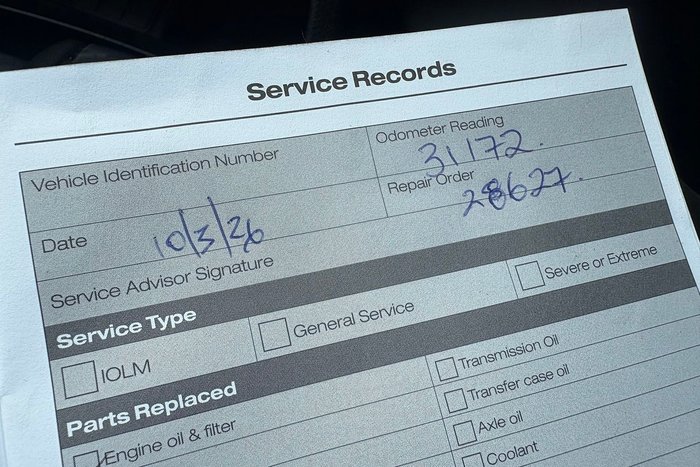 Service Records
Vehicle Identification Number
Odometer Reading
31172.
Repair Order
28627.
Date
10/3/26
Service Advisor Signature
Service Type
IOLM
General Service
Severe or Extreme
Parts Replaced
Engine oil & filter
Transmission Oil
Transfer case oil
Axle oil
Coolant